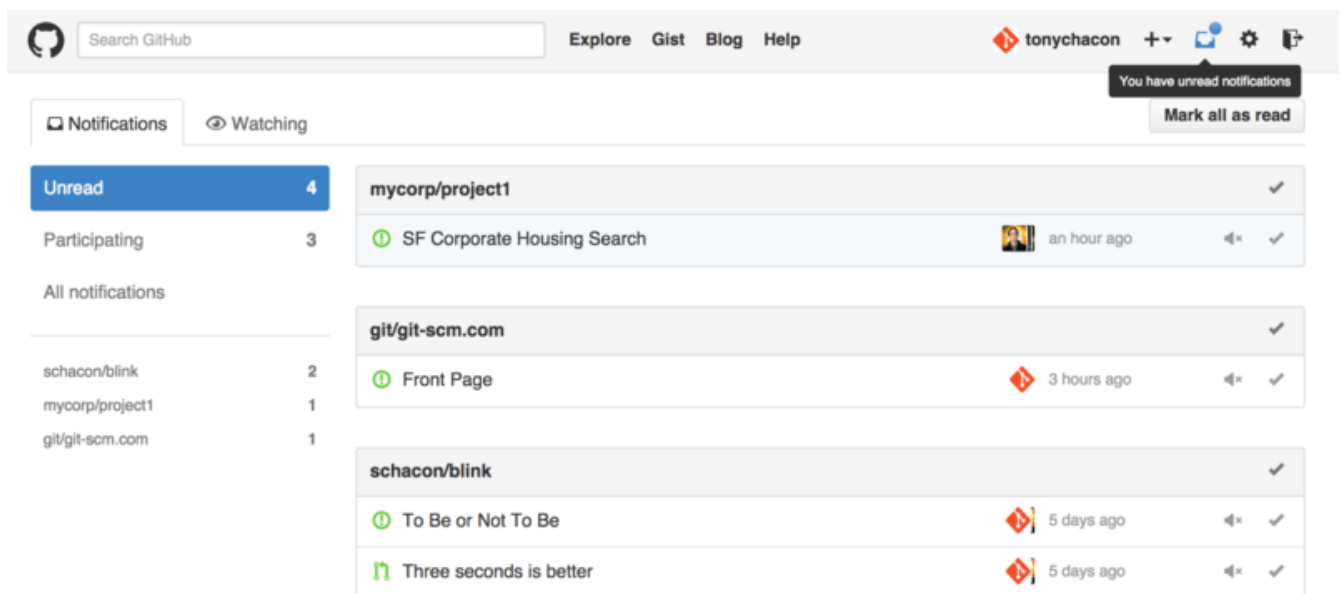 Search GitHub Explore Gist Blog Help tonychacon
You have unread notifications
Notifications Watching Mark all as read
Unread 4
Participating 3
All notifications
schacon/blink 2
mycorp/project1 1
git/git-scm.com 1
mycorp/project1
SF Corporate Housing Search an hour ago
git/git-scm.com
Front Page 3 hours ago
schacon/blink
To Be or Not To Be 5 days ago
Three seconds is better 5 days ago